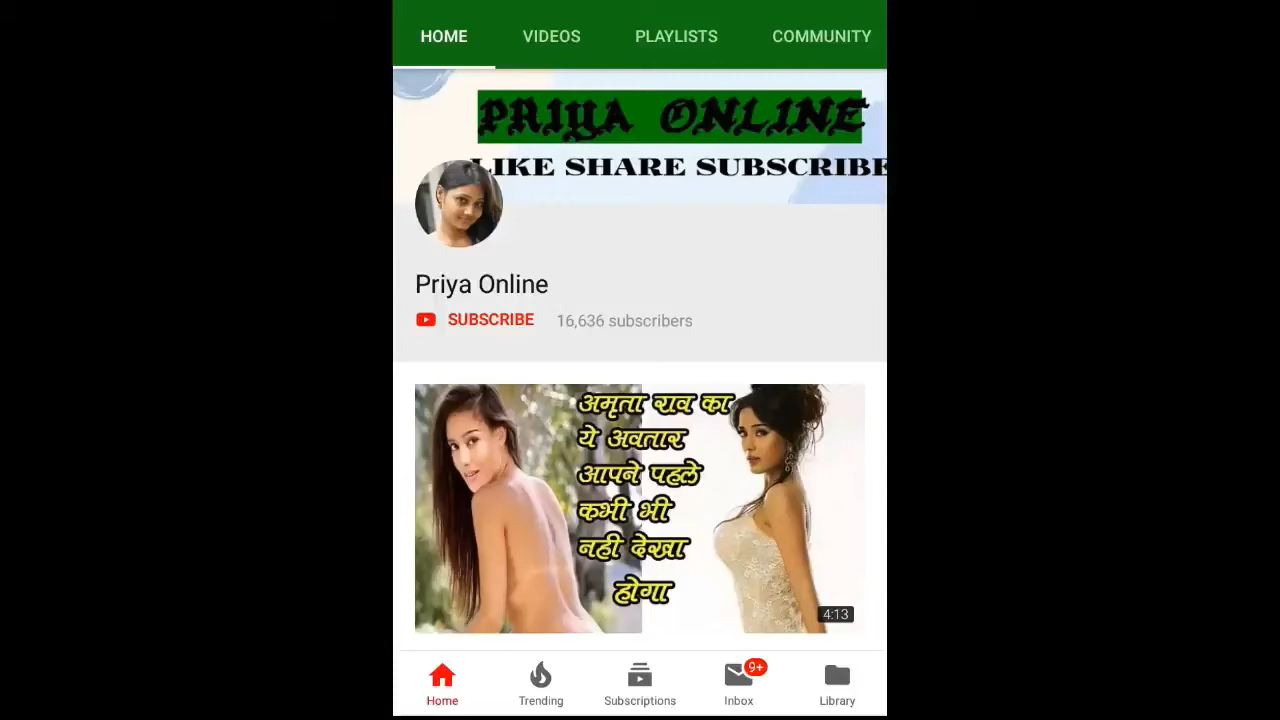 HOME VIDEOS PLAYLISTS COMMUNITY
PRIYA ONLINE
LIKE SHARE SUBSCRIBE
Priya Online
SUBSCRIBE 16,636 subscribers
अमृता राव का
ये अवतार
आपने पहले
कभी भी
नही देखा
होगा
4:13
9+
Home Trending Subscriptions Inbox Library